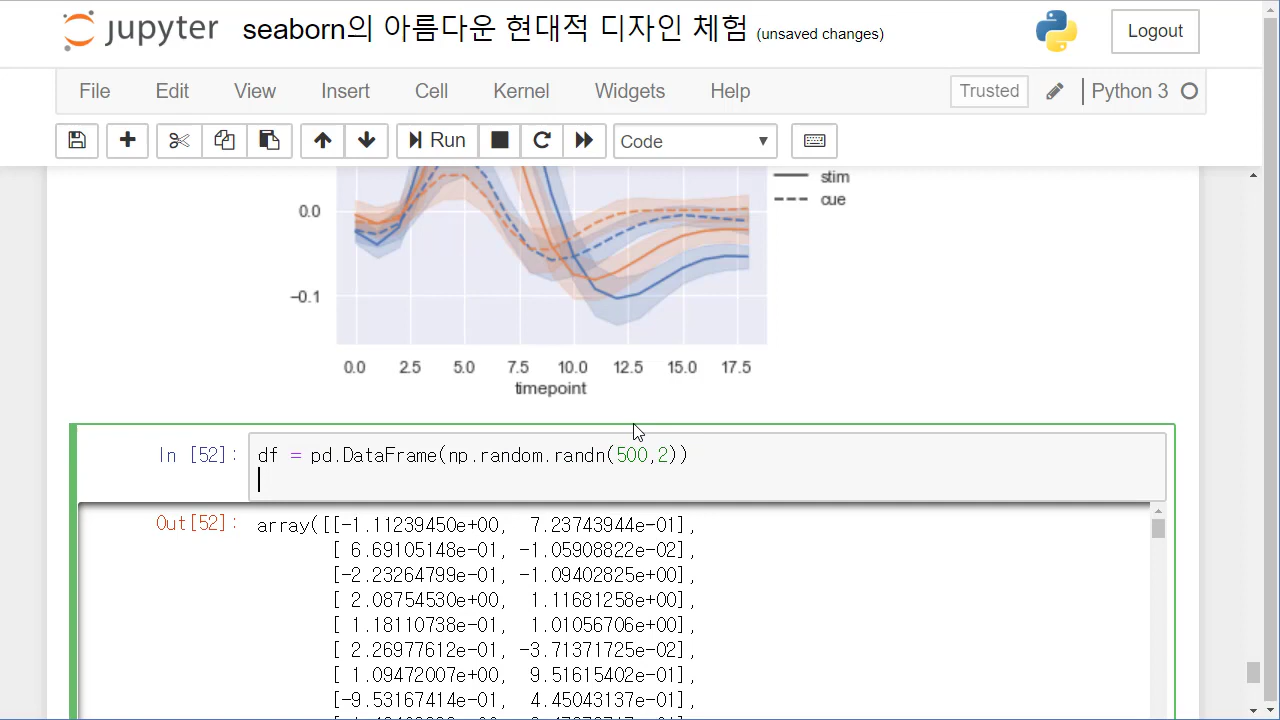 jupyter seaborn의 아름다운 현대적 디자인 체험 (unsaved changes) Logout
File Edit View Insert Cell Kernel Widgets Help Trusted Python 3
Run Code
stim
0.0 cue
−0.1
0.0 2.5 5.0 7.5 10.0 12.5 15.0 17.5
timepoint
In [52]: df = pd.DataFrame(np.random.randn(500,2))
Out[52]: array([[-1.11239450e+00, 7.23743944e-01],
[ 6.69105148e-01, -1.05908822e-02],
[-2.23264799e-01, -1.09402825e+00],
[ 2.08754530e+00, 1.11681258e+00],
[ 1.18110738e-01, 1.01056706e+00],
[ 2.26977612e-01, -3.71371725e-02],
[ 1.09472007e+00, 9.51615402e-01],
[-9.53167414e-01, 4.45043137e-01],